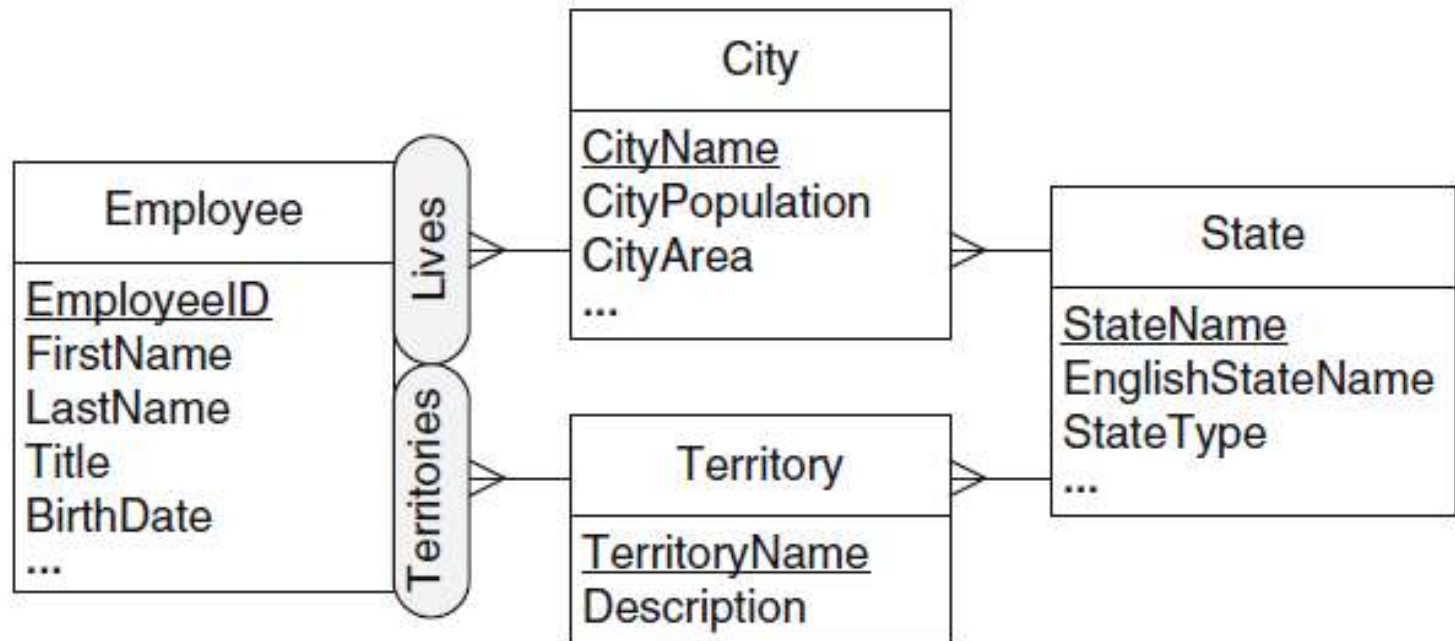 Employee
EmployeeID
FirstName
LastName
Title
BirthDate
...
Lives
Territories
City
CityName
CityPopulation
CityArea
...
Territory
TerritoryName
Description
State
StateName
EnglishStateName
StateType
...